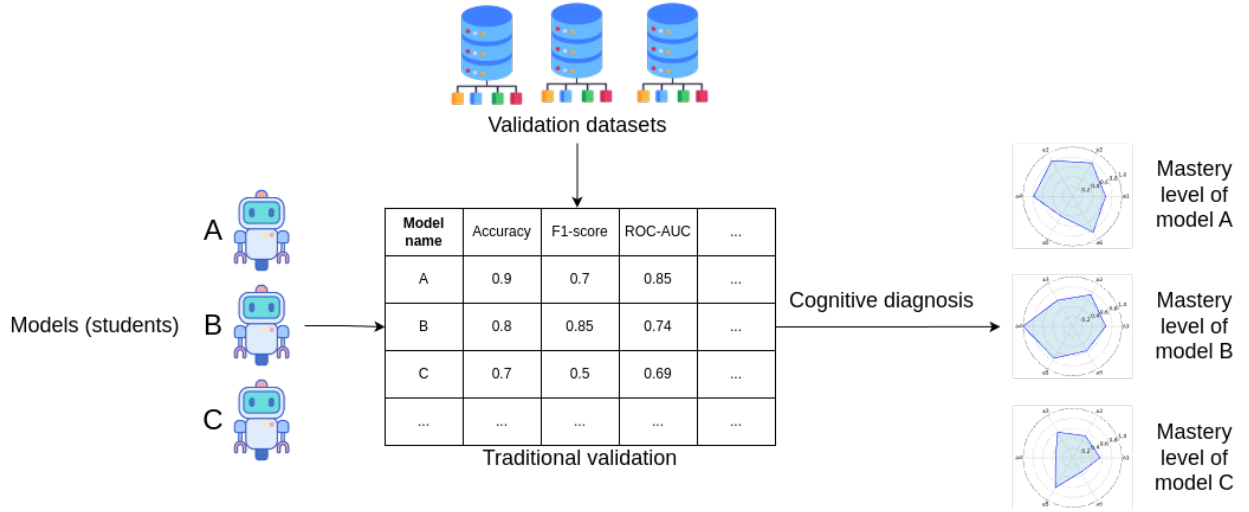 Validation datasets
Models (students)
A
B
C
Model name Accuracy F1-score ROC-AUC ...
A 0.9 0.7 0.85 ...
B 0.8 0.85 0.74 ...
C 0.7 0.5 0.69 ...
... ... ... ... ...
Traditional validation
Cognitive diagnosis
Mastery
level of
model A
Mastery
level of
model B
Mastery
level of
model C